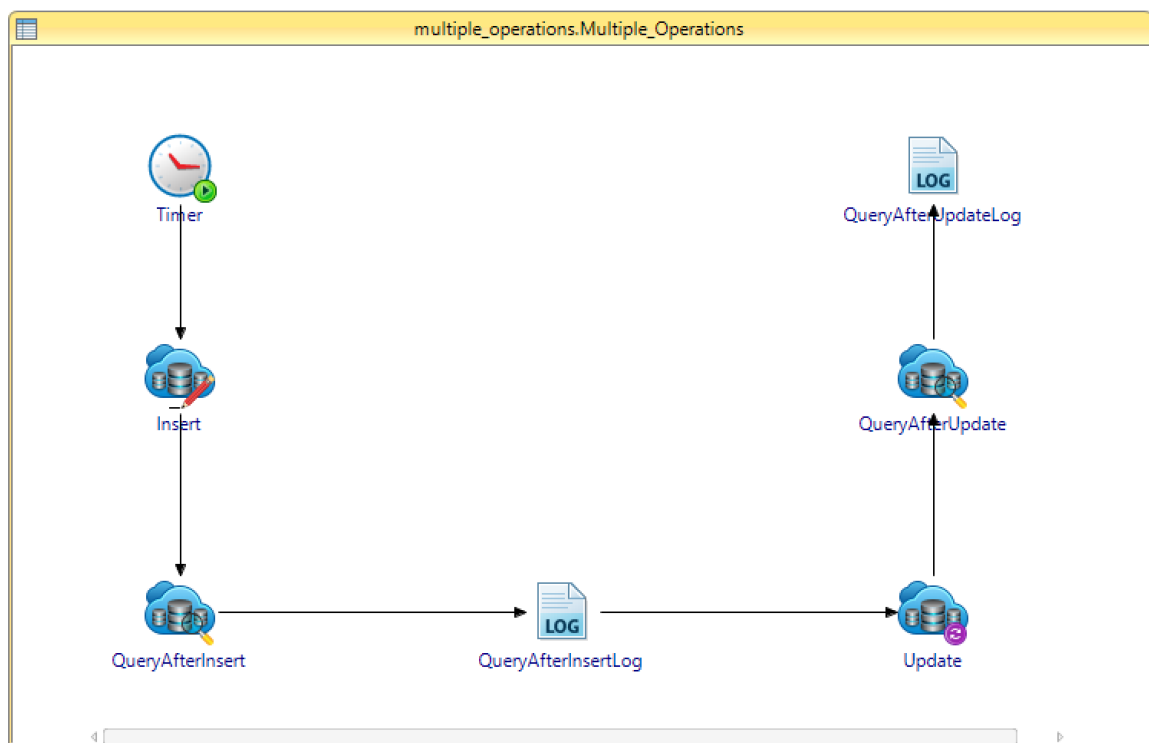 multiple_operations.Multiple_Operations
Timer
LOG
QueryAfterUpdateLog
Insert
QueryAfterUpdate
QueryAfterInsert
LOG
QueryAfterInsertLog
Update